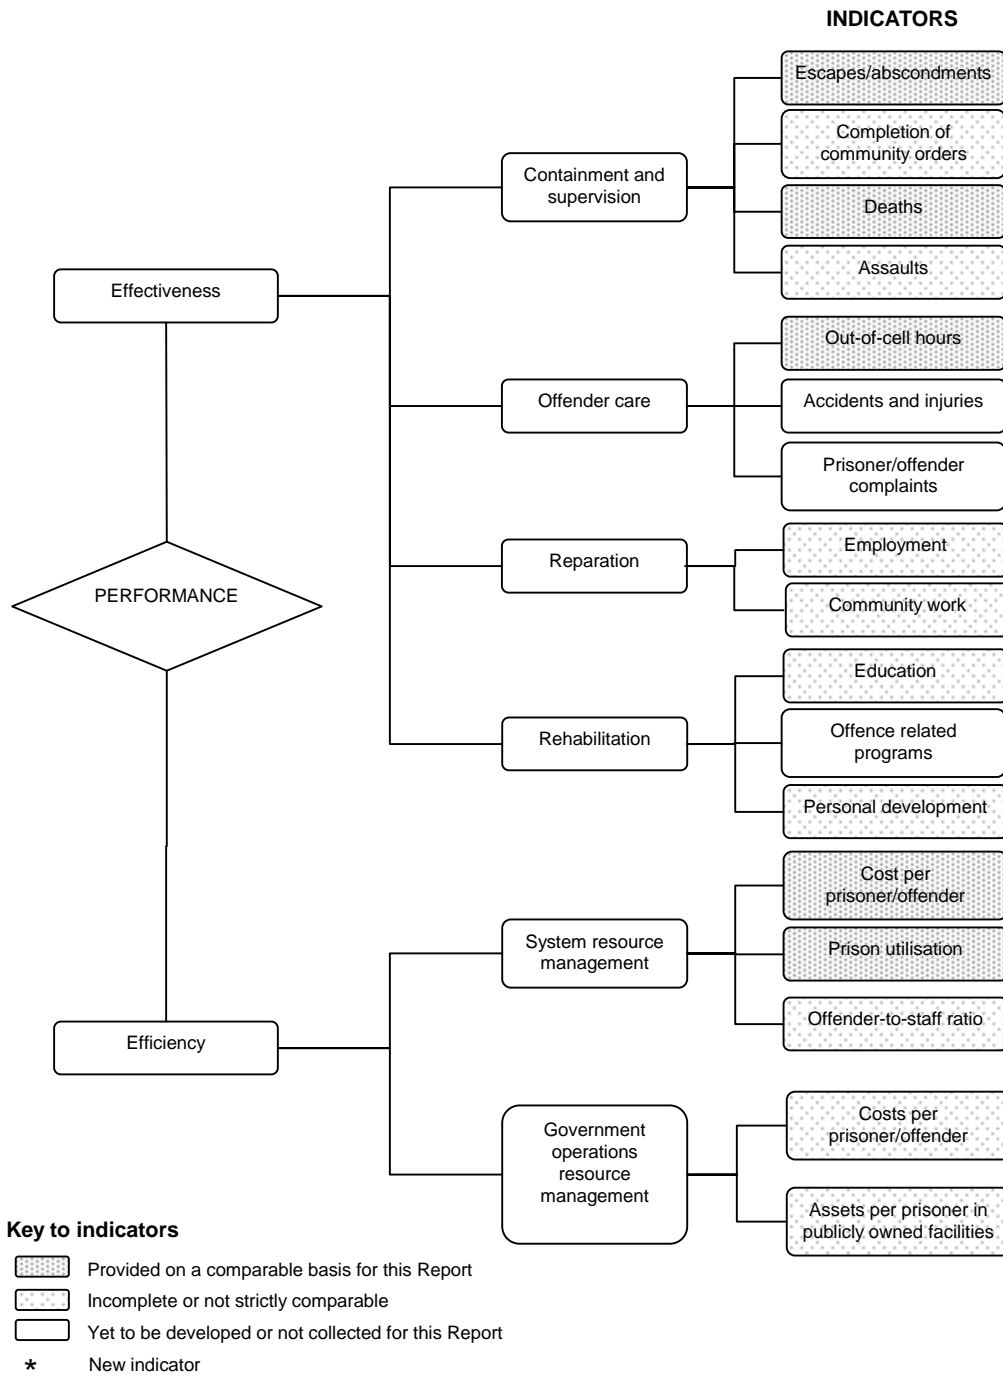 INDICATORS
Escapes/abscondments
Completion of
community orders
Containment and
supervision
Deaths
Assaults
Effectiveness
Out-of-cell hours
Offender care
Accidents and injuries
Prisoner/offender
complaints
Employment
Reparation
Community work
PERFORMANCE
Education
Rehabilitation
Offence related
programs
Personal development
Cost per
prisoner/offender
System resource
management
Prison utilisation
Offender-to-staff ratio
Efficiency
Government
operations
resource
management
Costs per
prisoner/offender
Assets per prisoner in
publicly owned facilities
Key to indicators
Provided on a comparable basis for this Report
Incomplete or not strictly comparable
Yet to be developed or not collected for this Report
* New indicator